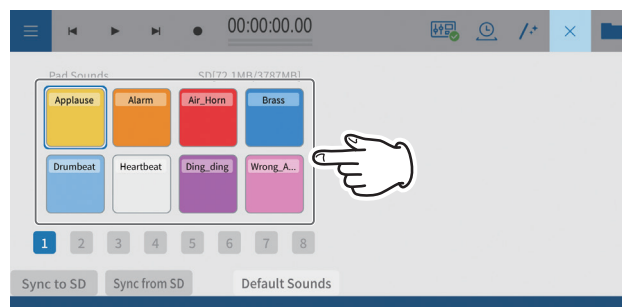 00:00:00.00
Pad Sounds SD[72.1MB/3787MB]
Applause Alarm Air_Horn Brass
Drumbeat Heartbeat Ding_ding Wrong_A...
1 2 3 4 5 6 7 8
Sync to SD Sync from SD Default Sounds